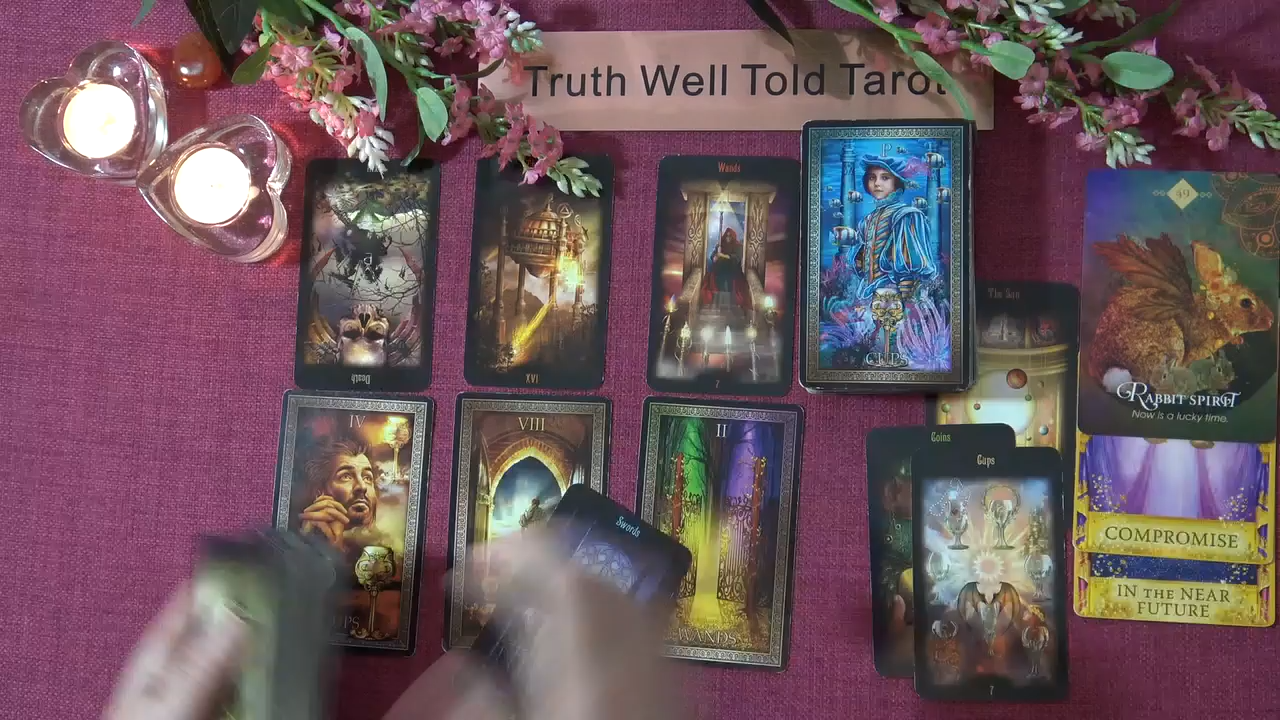 Truth Well Told Tarot
Wands
P
CUPS
49
RABBIT SPIRIT
Now is a lucky time.
The Sun
Death
XVI
7
IV
VIII
II
Swords
WANDS
Coins
Cups
7
COMPROMISE
IN THE NEAR
FUTURE